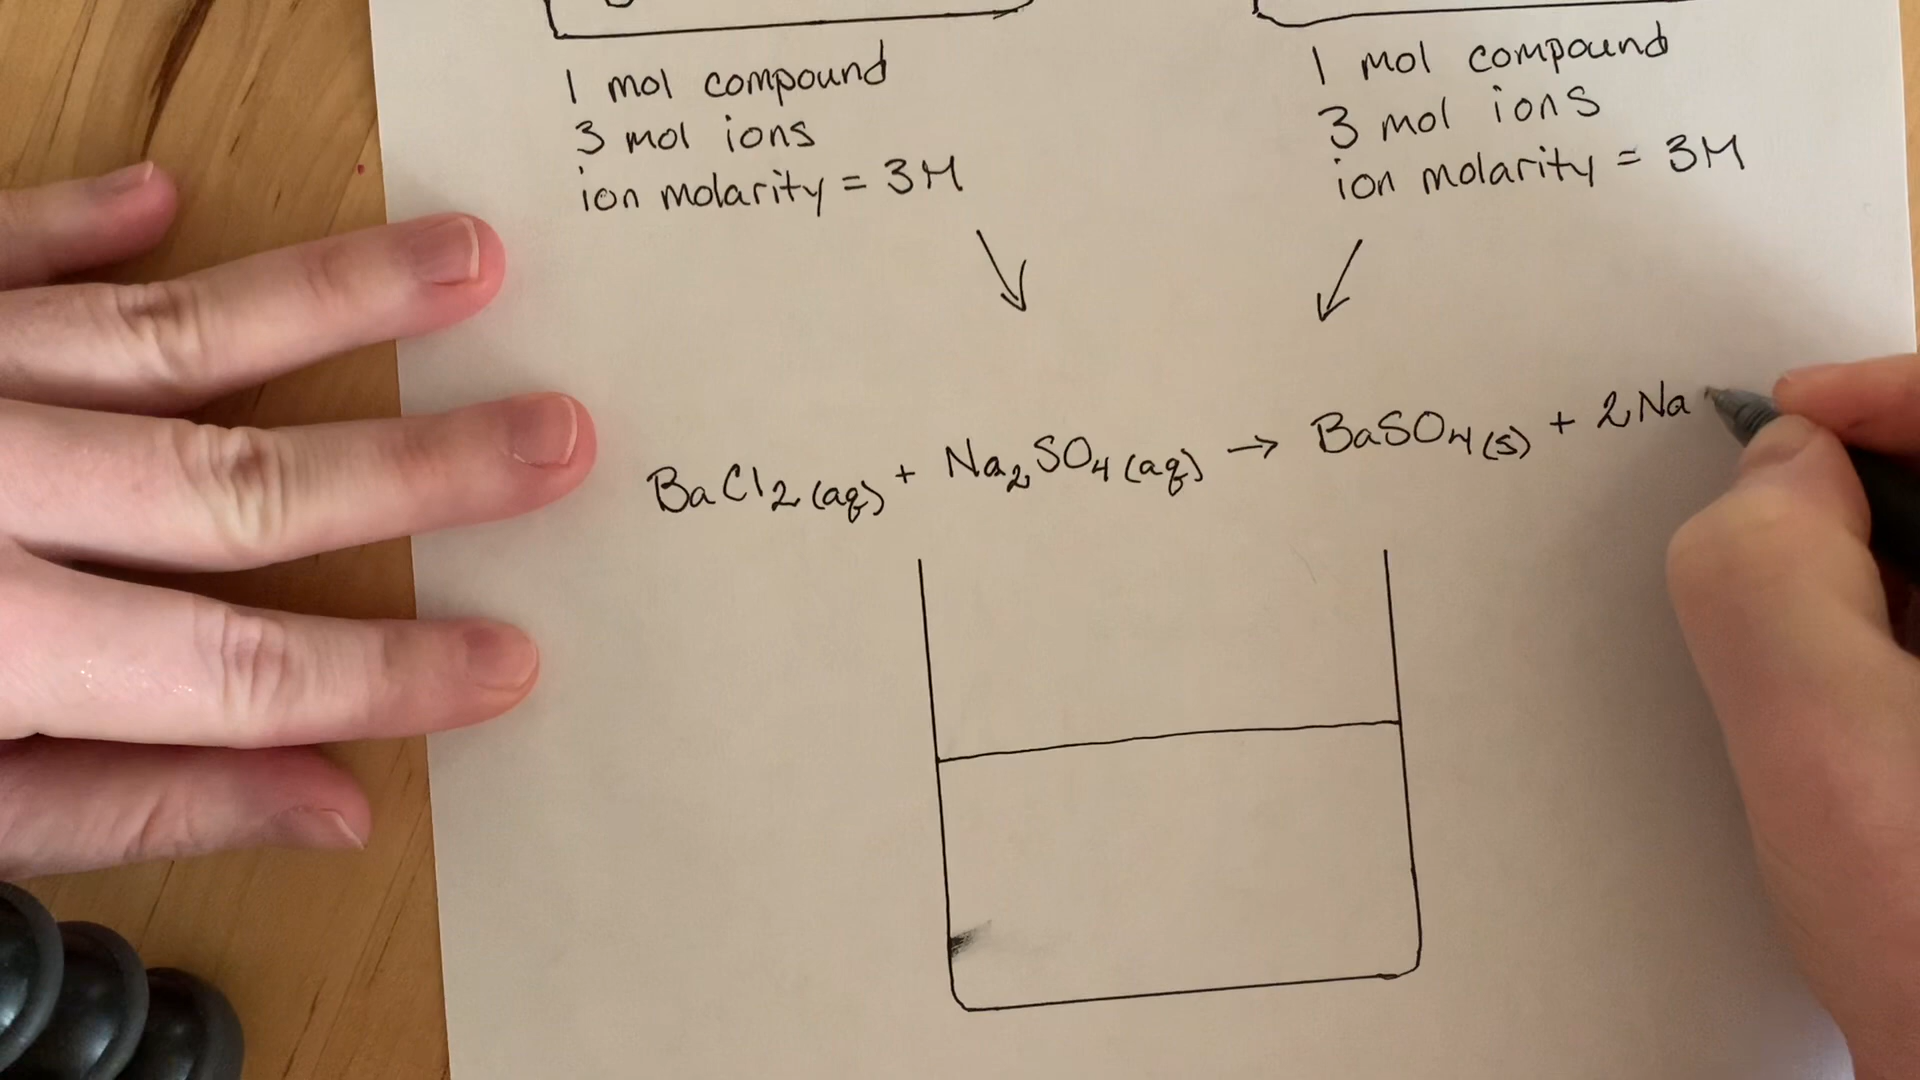 1 mol compound
3 mol ions
ion molarity = 3M
1 mol compound
3 mol ions
ion molarity = 3M
BaCl₂(aq) + Na₂SO₄(aq) → BaSO₄(s) + 2Na